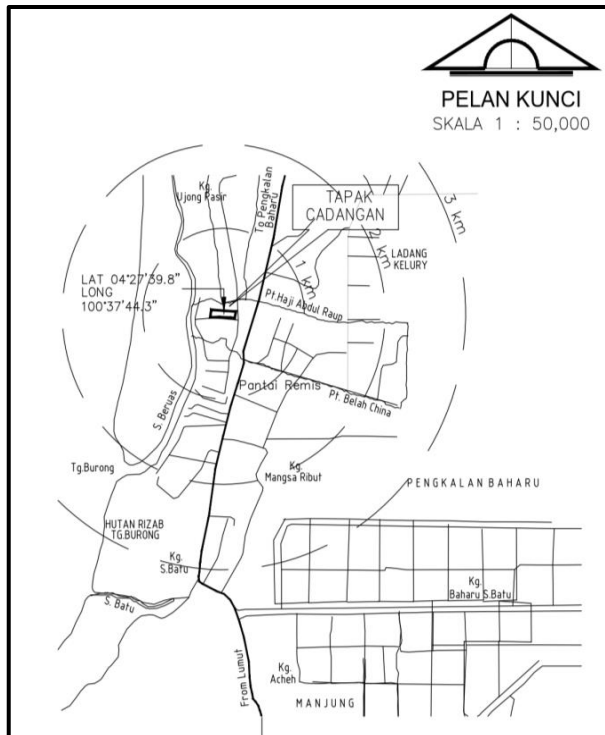 PELAN KUNCI
SKALA 1 : 50,000
Kg.
Ujong Pasir
To Pengkalan
Baharu
TAPAK
CADANGAN
3 km
2 km
1 km
LADANG
KELURY
LAT 04°27'39.8"
LONG
100°37'44.3"
Pt.Haji Abdul Raup
Pantai Remis
Pt. Belah China
S. Beruas
Tg.Burong
Kg.
Mangsa Ribut
PENGKALAN BAHARU
HUTAN RIZAB
TG.BURONG
Kg.
S.Batu
Kg.
Baharu S.Batu
S. Batu
From Lumut
Kg.
Acheh
MANJUNG